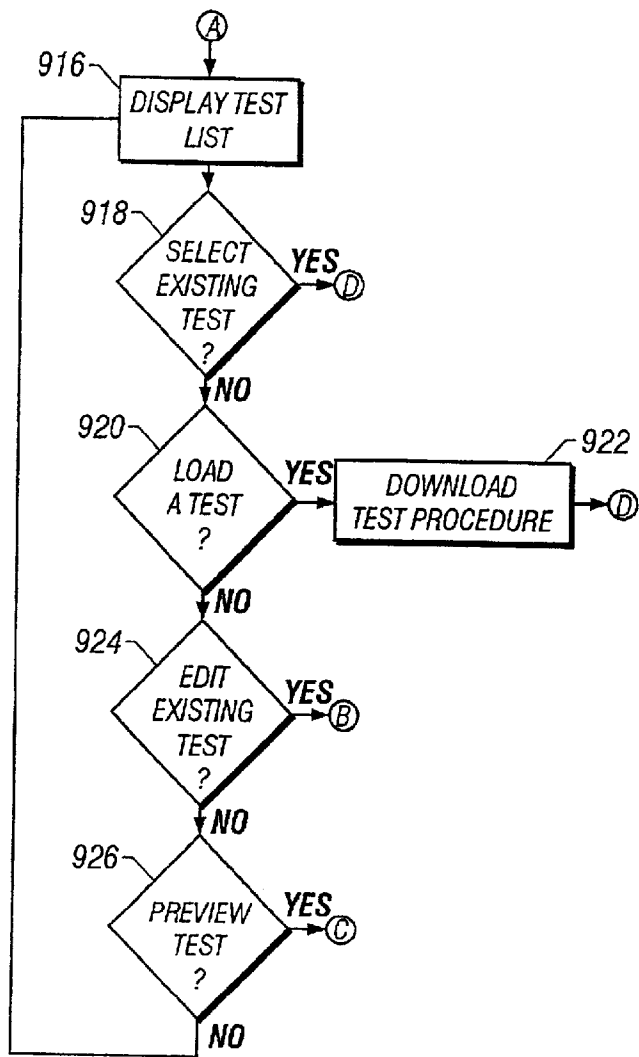 A
916
DISPLAY TEST
LIST
918
SELECT
EXISTING
TEST
?
YES
D
NO
920
LOAD
A TEST
?
YES
922
DOWNLOAD
TEST PROCEDURE
D
NO
924
EDIT
EXISTING
TEST
?
YES
B
NO
926
PREVIEW
TEST
?
YES
C
NO